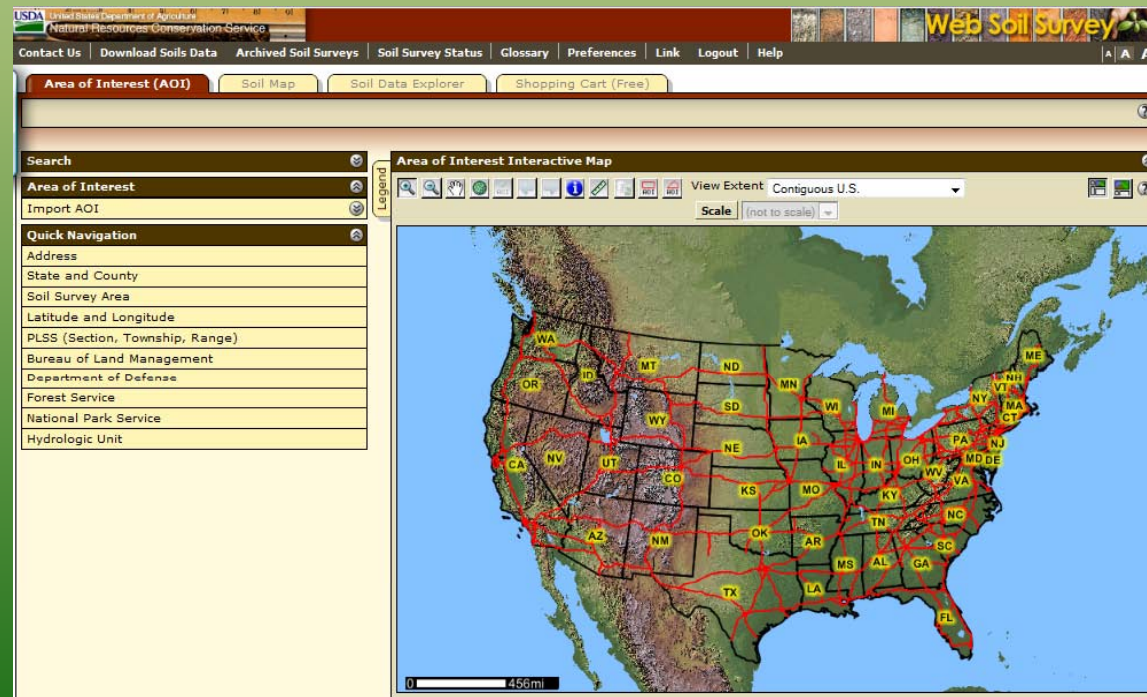 USDA United States Department of Agriculture
Natural Resources Conservation Service
Web Soil Survey
Contact Us | Download Soils Data | Archived Soil Surveys | Soil Survey Status | Glossary | Preferences | Link | Logout | Help
A A A
Area of Interest (AOI) Soil Map Soil Data Explorer Shopping Cart (Free)
Search
Area of Interest
Import AOI
Quick Navigation
Address
State and County
Soil Survey Area
Latitude and Longitude
PLSS (Section, Township, Range)
Bureau of Land Management
Department of Defense
Forest Service
National Park Service
Hydrologic Unit
Legend
Area of Interest Interactive Map
AOI AOI View Extent Contiguous U.S.
Scale (not to scale)
WA MT ND MN ME
OR ID WY SD WI MI NY VT NH MA CT
CA NV UT CO NE IA IL IN OH PA NJ MD DE WV VA
AZ NM KS MO KY TN NC
OK AR SC
TX LA MS AL GA
FL
0 456mi